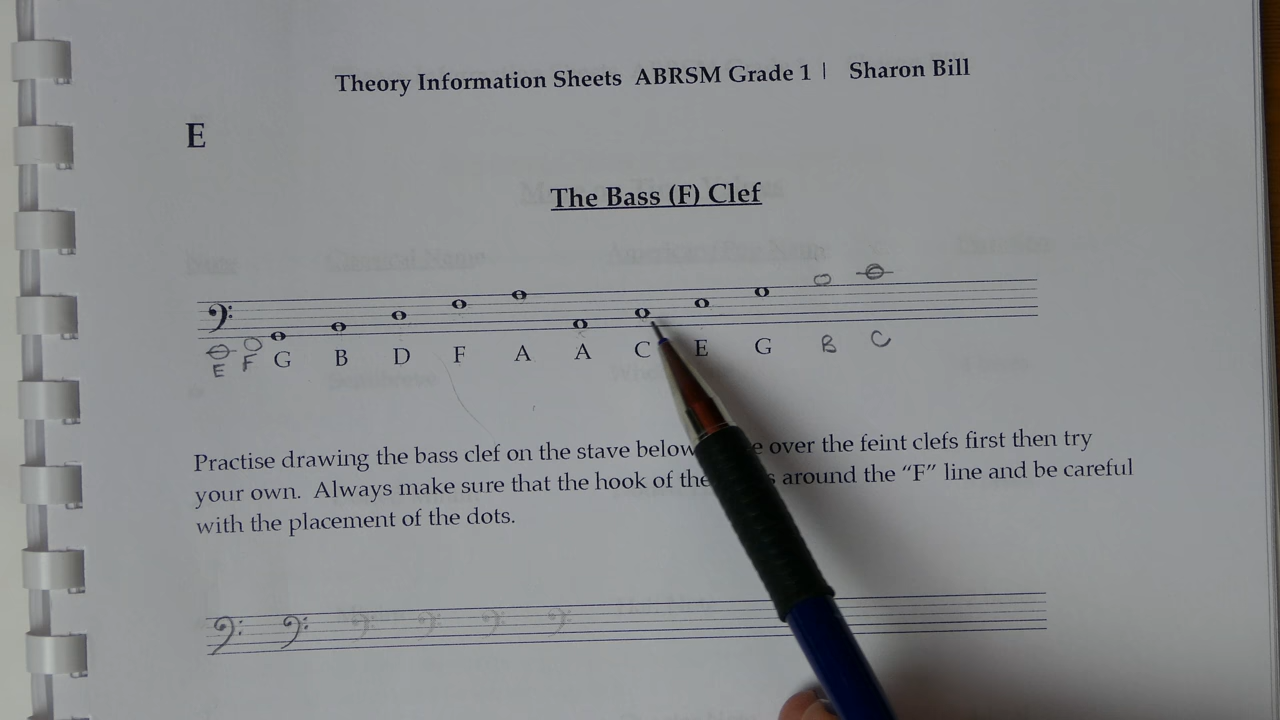 Theory Information Sheets ABRSM Grade 1 | Sharon Bill
E
The Bass (F) Clef
E F G B D F A A C E G B C
Practise drawing the bass clef on the stave below over the feint clefs first then try
your own. Always make sure that the hook of the around the “F” line and be careful
with the placement of the dots.